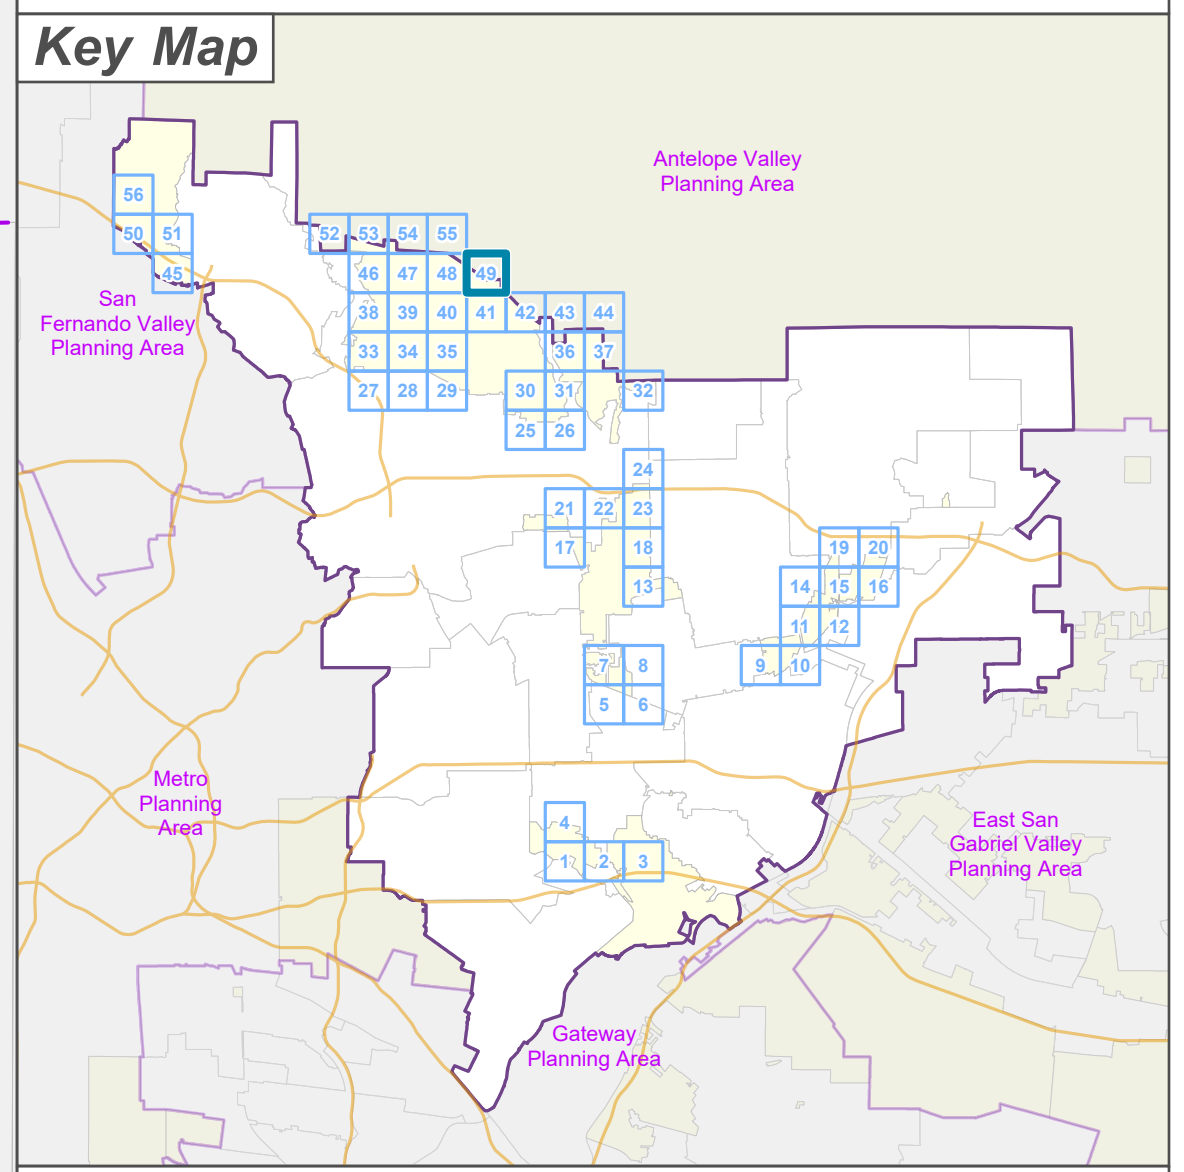 Key Map
Antelope Valley
Planning Area
56
50 51
52 53 54 55
45
46 47 48 49
San
Fernando Valley
Planning Area
38 39 40 41 42 43 44
33 34 35 36 37
27 28 29 30 31 32
25 26
24
21 22 23
17 18 19 20
13 14 15 16
11 12
7 8 9 10
5 6
Metro
Planning
Area
4
East San
Gabriel Valley
Planning Area
1 2 3
Gateway
Planning Area